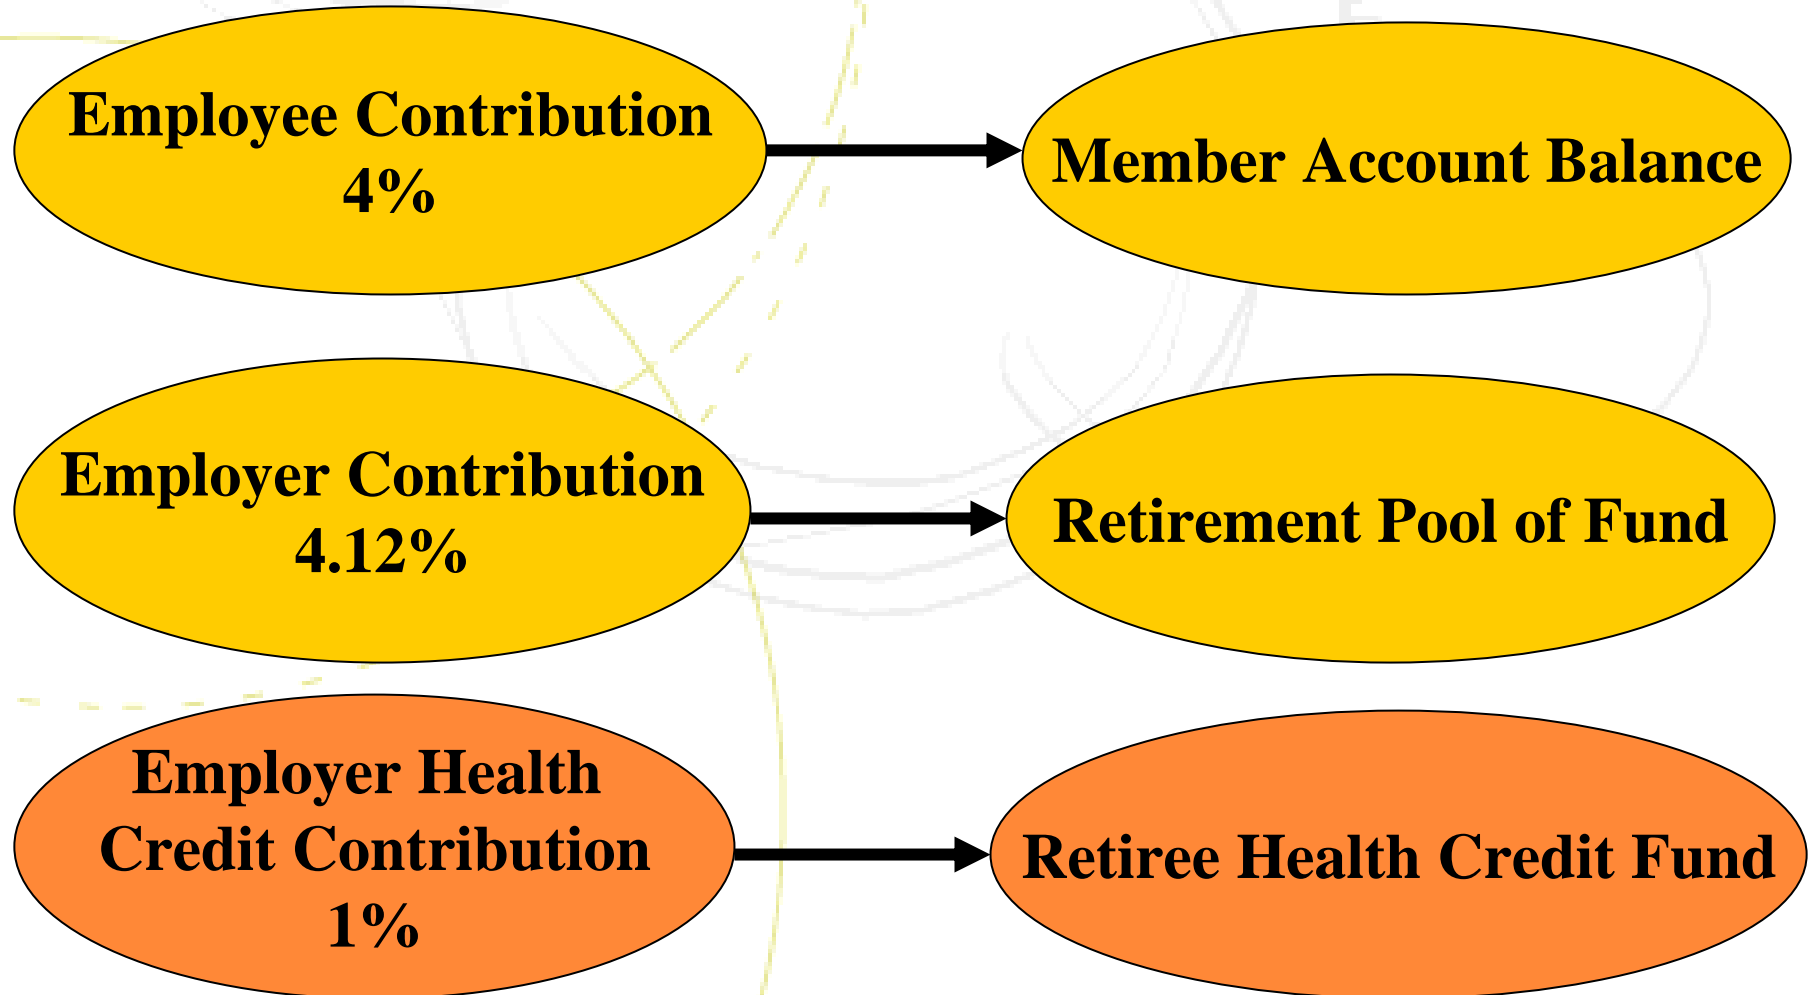 Employee Contribution
4%
Member Account Balance
Employer Contribution
4.12%
Retirement Pool of Fund
Employer Health
Credit Contribution
1%
Retiree Health Credit Fund